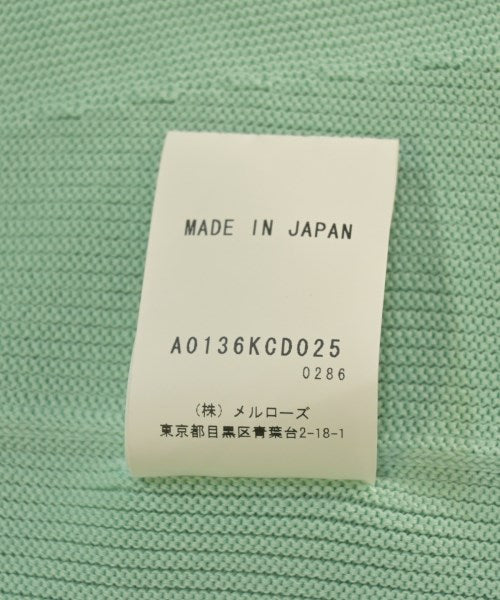 MADE IN JAPAN
A0136KCD025
0286
(株) メルローズ
東京都目黒区青葉台2-18-1